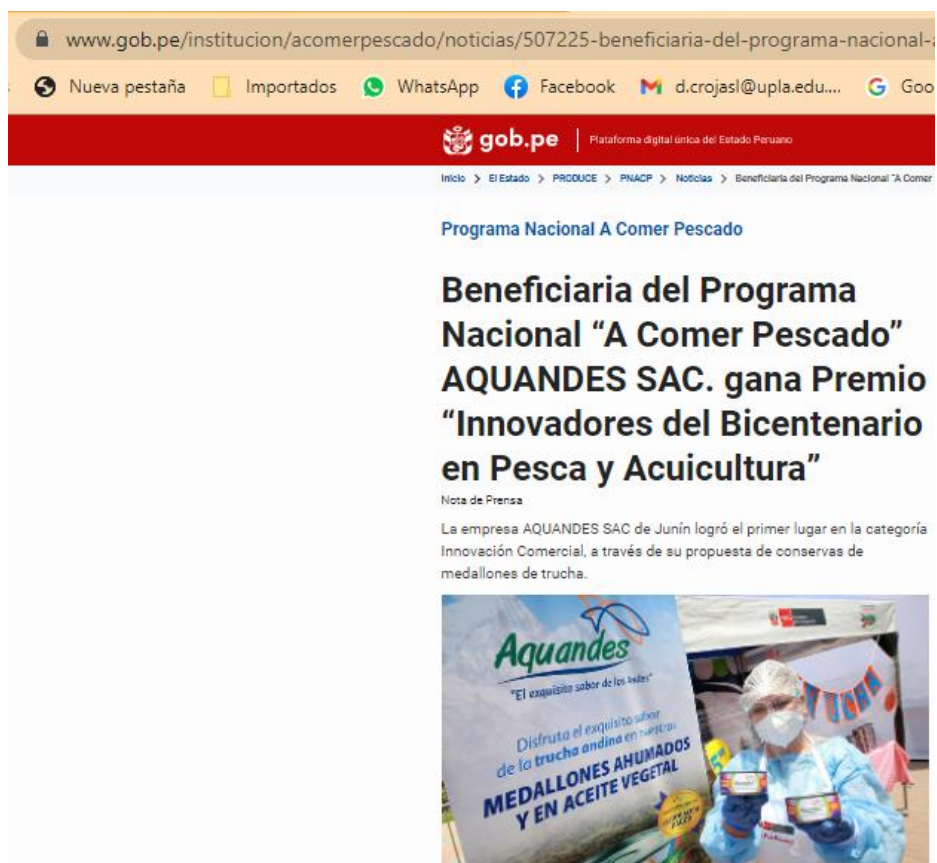 www.gob.pe/institucion/acomerpescado/noticias/507225-beneficiaria-del-programa-nacional-a
Nueva pestaña Importados WhatsApp Facebook d.crojasl@upla.edu.... Goo
gob.pe | Plataforma digital única del Estado Peruano
Inicio > El Estado > PRODUCE > PNACP > Noticias > Beneficiaria del Programa Nacional "A Comer
Programa Nacional A Comer Pescado
Beneficiaria del Programa
Nacional “A Comer Pescado”
AQUANDES SAC. gana Premio
“Innovadores del Bicentenario
en Pesca y Acuicultura”
Nota de Prensa
La empresa AQUANDES SAC de Junín logró el primer lugar en la categoría
Innovación Comercial, a través de su propuesta de conservas de
medallones de trucha.
Aquandes
"El exquisito sabor de los Andes"
Disfruta el exquisito sabor
de la trucha andina en nuestros
MEDALLONES AHUMADOS
Y EN ACEITE VEGETAL